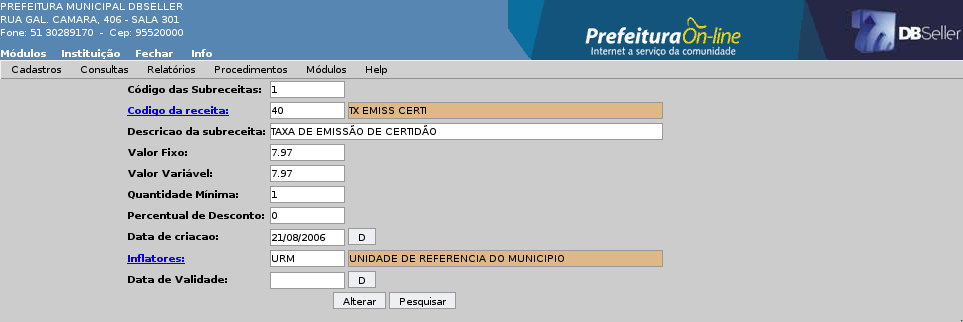 PREFEITURA MUNICIPAL DBSELLER
RUA GAL. CAMARA, 406 - SALA 301
Fone: 51 30289170 - Cep: 95520000
PrefeituraOn-line
Internet a serviço da comunidade
DBSeller
Módulos Instituição Fechar Info
Cadastros Consultas Relatórios Procedimentos Módulos Help
Código das Subreceitas: 1
Codigo da receita: 40 TX EMISS CERTI
Descricao da subreceita: TAXA DE EMISSÃO DE CERTIDÃO
Valor Fixo: 7.97
Valor Variável: 7.97
Quantidade Mínima: 1
Percentual de Desconto: 0
Data de criacao: 21/08/2006 D
Inflatores: URM UNIDADE DE REFERENCIA DO MUNICIPIO
Data de Validade: D
Alterar Pesquisar